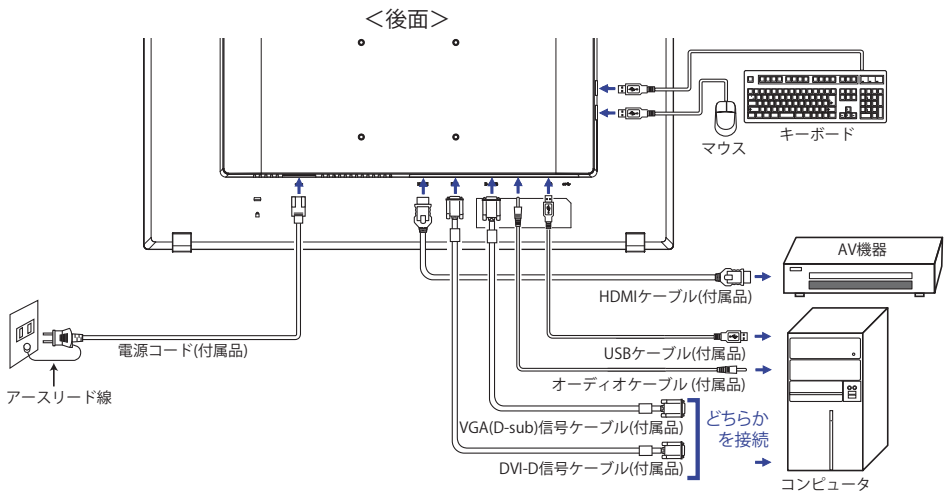 ＜後面＞
マウス
キーボード
AV機器
HDMIケーブル(付属品)
電源コード(付属品)
USBケーブル(付属品)
オーディオケーブル (付属品)
アースリード線
VGA(D-sub)信号ケーブル(付属品)
どちらか
を接続
DVI-D信号ケーブル(付属品)
コンピュータ